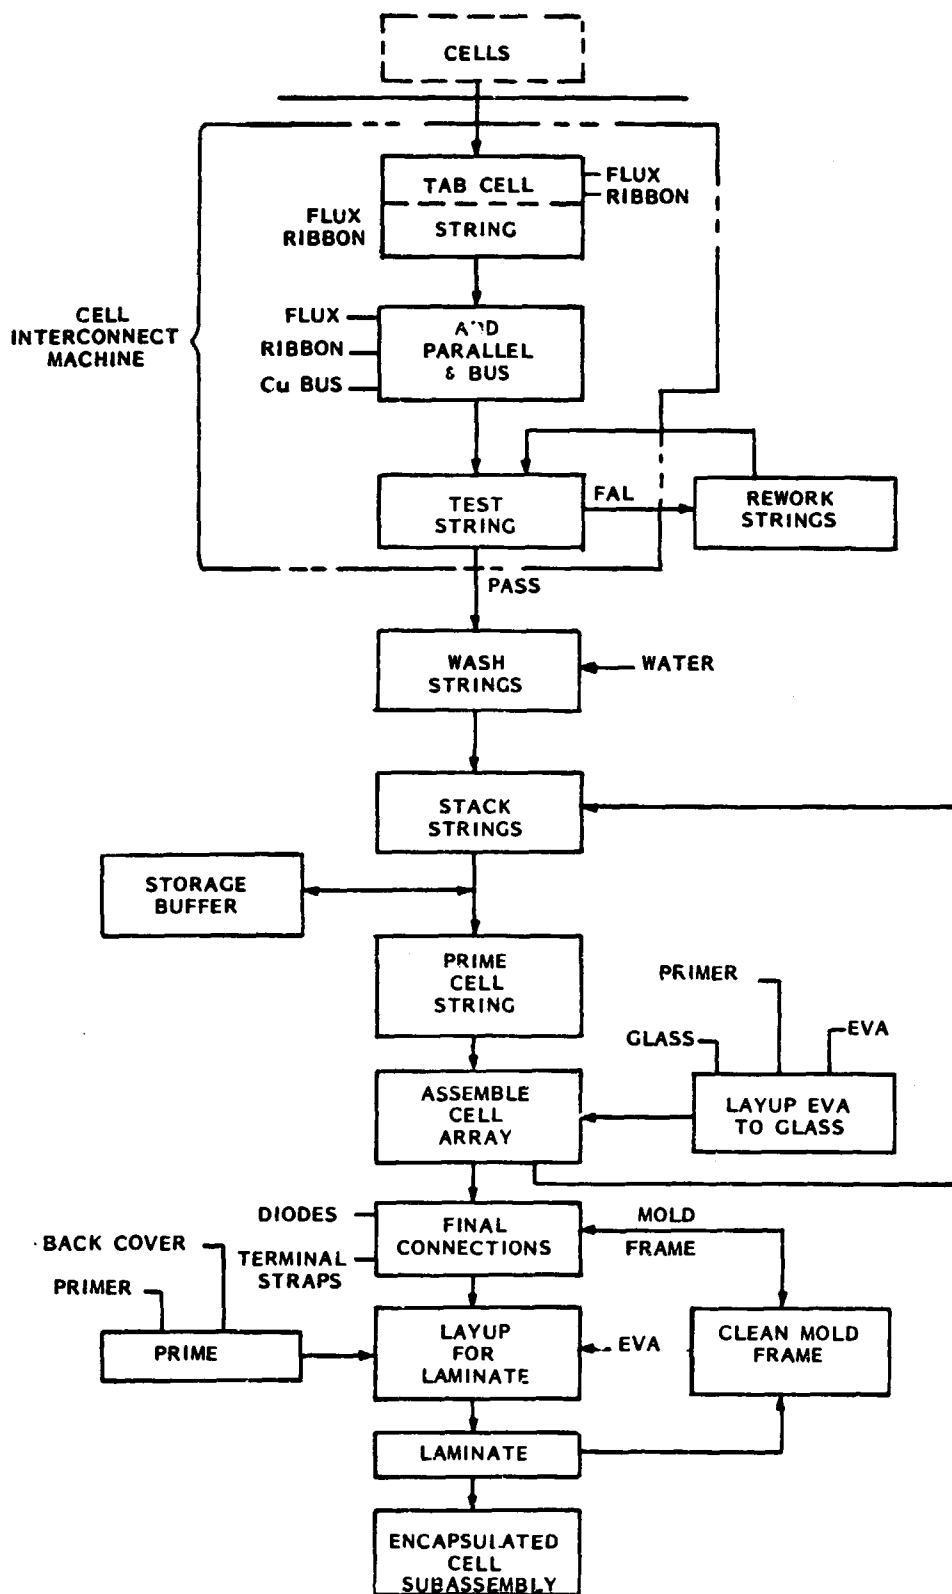 CELLS
TAB CELL
FLUX
RIBBON
FLUX
RIBBON
STRING
CELL
INTERCONNECT
MACHINE
FLUX
RIBBON
Cu BUS
PARALLEL
& BUS
TEST
STRING
FAL
REWORK
STRINGS
PASS
WASH
STRINGS
WATER
STACK
STRINGS
STORAGE
BUFFER
PRIME
CELL
STRING
PRIMER
GLASS
EVA
LAYUP EVA
TO GLASS
ASSEMBLE
CELL
ARRAY
DIODES
TERMINAL
STRAPS
FINAL
CONNECTIONS
MOLD
FRAME
BACK COVER
PRIMER
PRIME
LAYUP
FOR
LAMINATE
EVA
CLEAN MOLD
FRAME
LAMINATE
ENCAPSULATED
CELL
SUBASSEMBLY